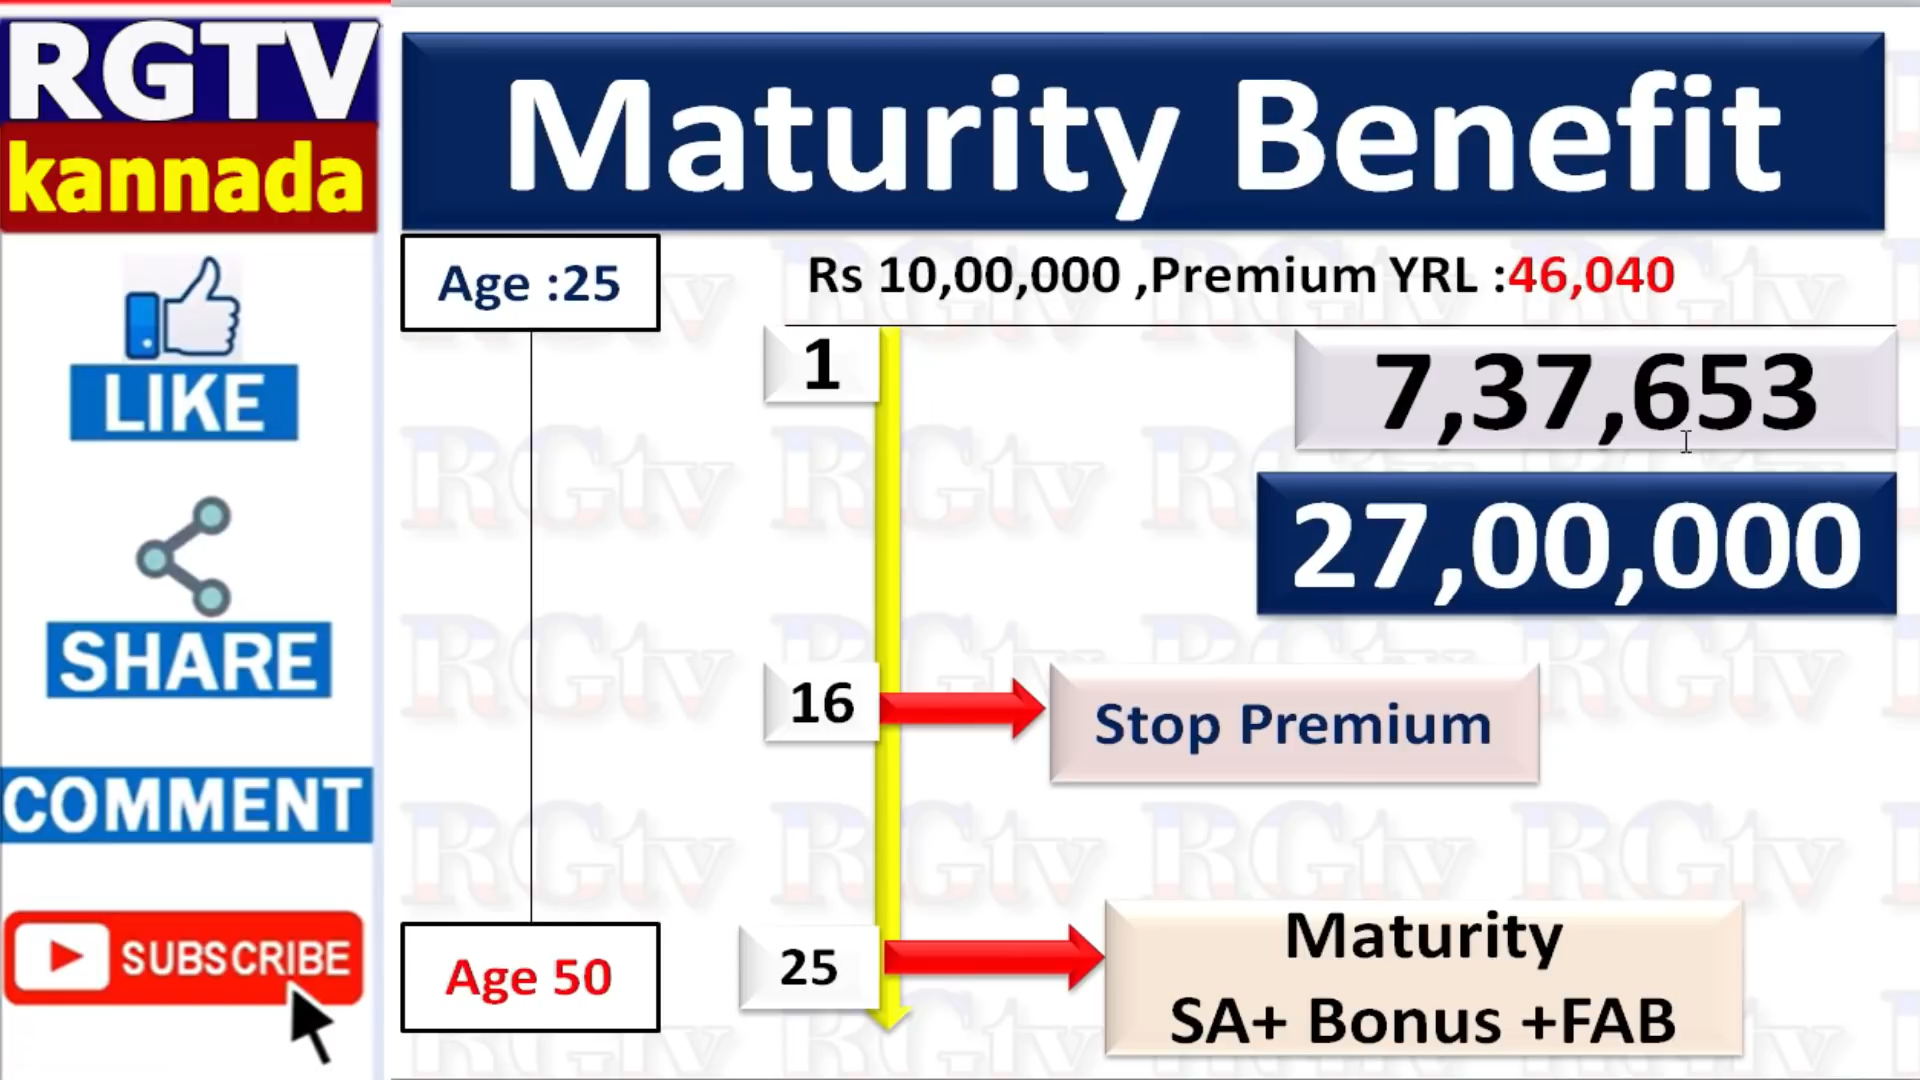 RGTV
kannada
LIKE
SHARE
COMMENT
SUBSCRIBE
Maturity Benefit
Age :25
Rs 10,00,000 ,Premium YRL :46,040
1
7,37,653
27,00,000
16
Stop Premium
Age 50
25
Maturity
SA+ Bonus +FAB